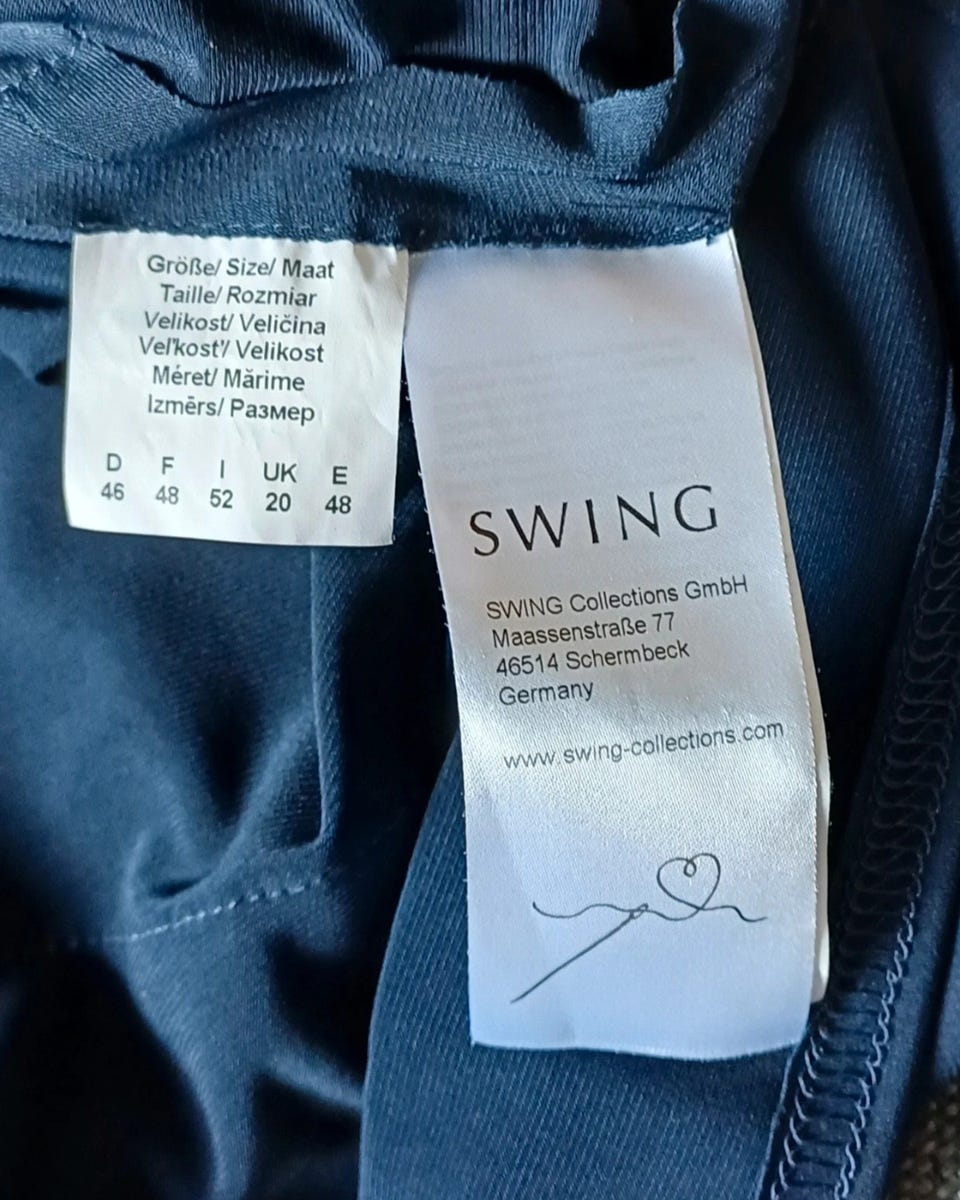 Größe/ Size/ Maat
Taille/ Rozmiar
Velikost/ Veličina
Veľkosť/ Velikost
Méret/ Mărime
Izmērs/ Размер
D F I UK E
46 48 52 20 48
SWING
SWING Collections GmbH
Maassenstraße 77
46514 Schermbeck
Germany
www.swing-collections.com